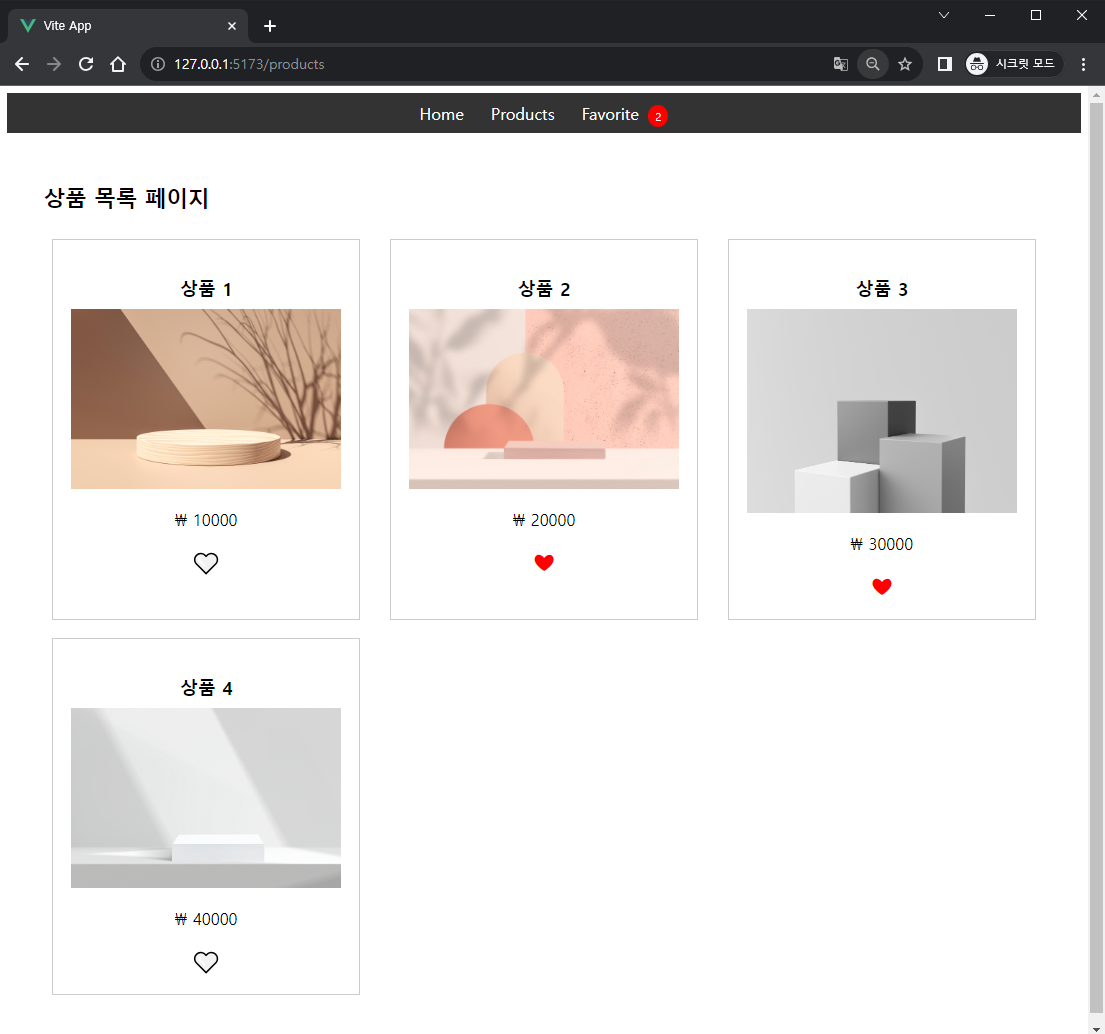 Vite App
127.0.0.1:5173/products
시크릿 모드
Home Products Favorite 2
상품 목록 페이지
상품 1
₩ 10000
상품 2
₩ 20000
상품 3
₩ 30000
상품 4
₩ 40000